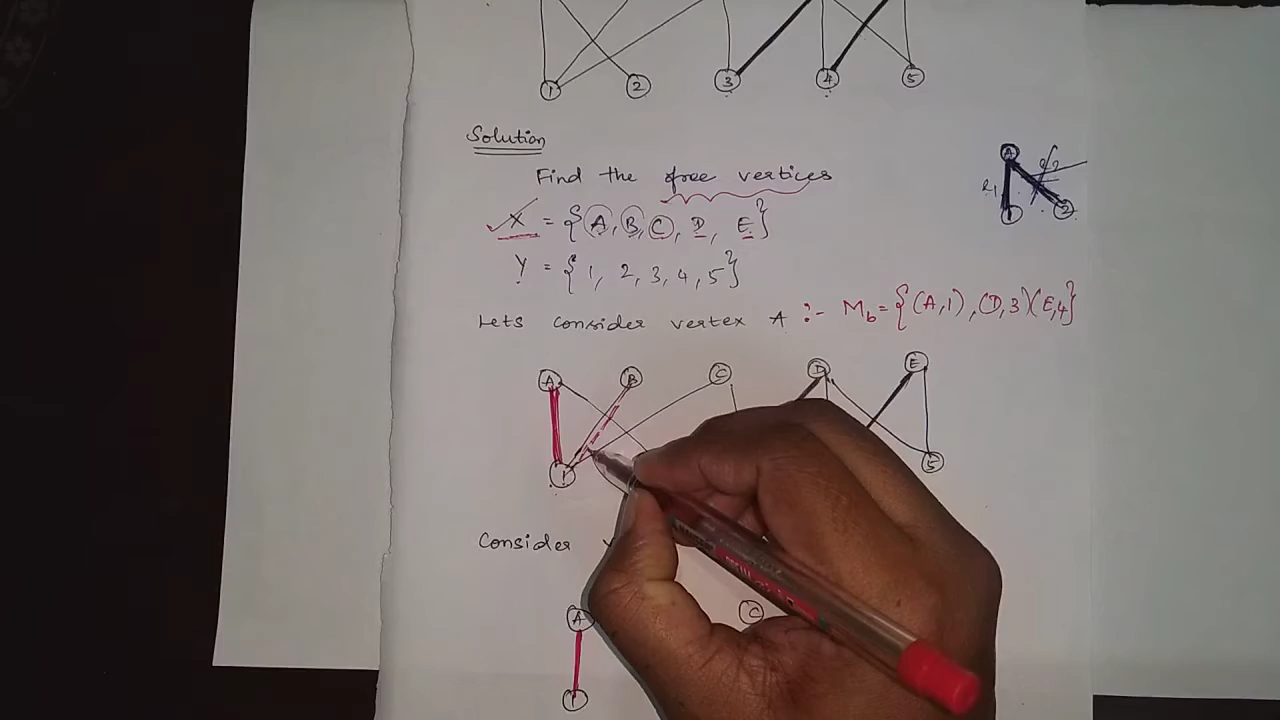 1 2 3 4 5
Solution
Find the free vertices
A
X = {A, B, C, D, E}
1 2
Y = {1, 2, 3, 4, 5}
Lets consider vertex A :- Mb = {(A,1), (D,3)(E,4}
A B C D E
1 5
Consider
A C
1